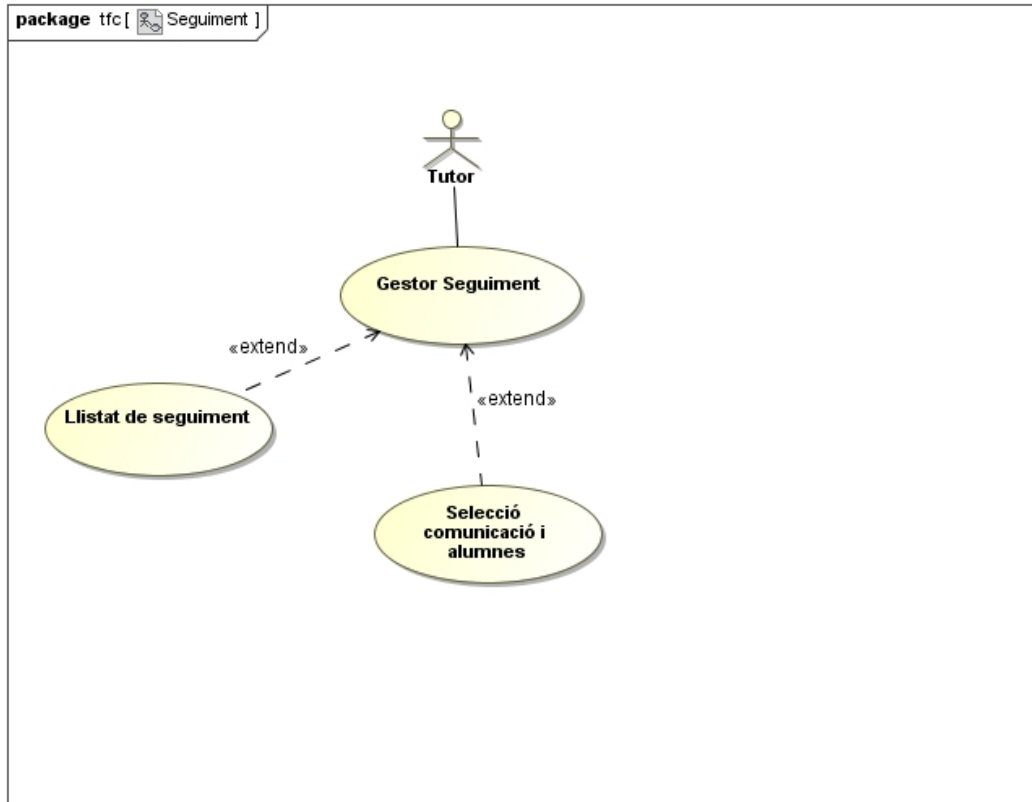 package tfc [ Seguiment ]
Tutor
Gestor Seguiment
«extend»
«extend»
Llistat de seguiment
Selecció
comunicació i
alumnes